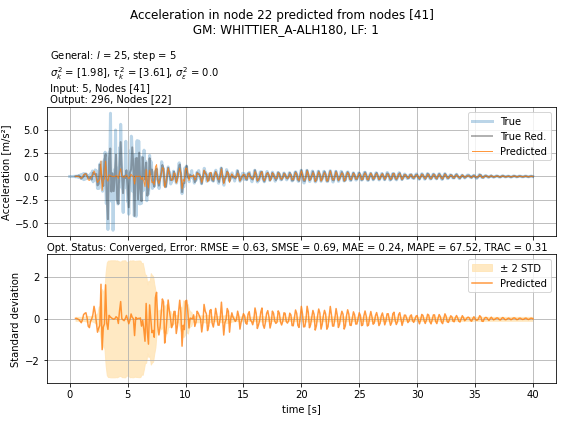 Acceleration in node 22 predicted from nodes [41]
GM: WHITTIER_A-ALH180, LF: 1
General: l = 25, step = 5
σ²ₖ = [1.98], τ²ₖ = [3.61], σ²ε = 0.0
Input: 5, Nodes [41]
Output: 296, Nodes [22]
Acceleration [m/s²]
5.0
2.5
0.0
−2.5
−5.0
True
True Red.
Predicted
Opt. Status: Converged, Error: RMSE = 0.63, SMSE = 0.69, MAE = 0.24, MAPE = 67.52, TRAC = 0.31
Standard deviation
2
0
−2
± 2 STD
Predicted
0 5 10 15 20 25 30 35 40
time [s]